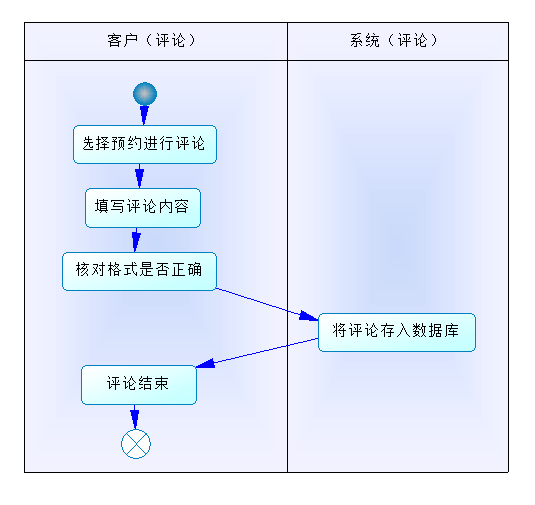 客户（评论）
系统（评论）
选择预约进行评论
填写评论内容
核对格式是否正确
将评论存入数据库
评论结束